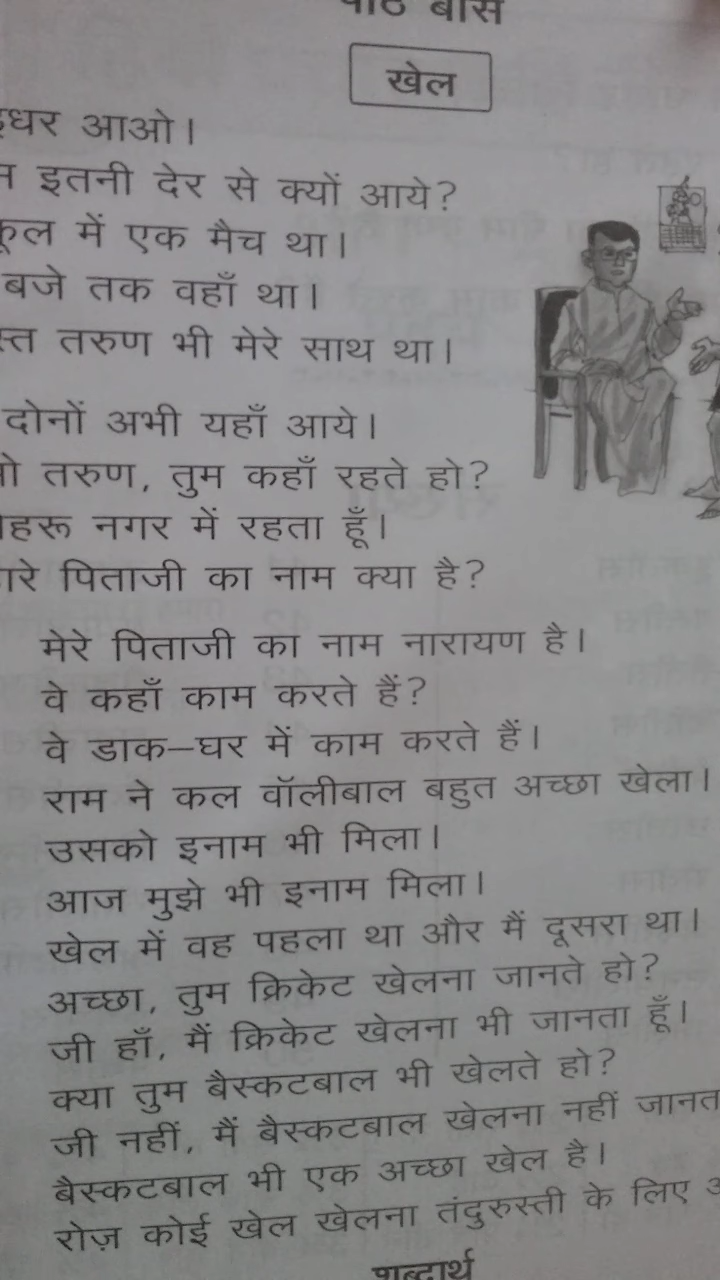 पाठ बीस
खेल
इधर आओ।
इतनी देर से क्यों आये?
में एक मैच था।
बजे तक वहाँ था।
तरुण भी मेरे साथ था।
दोनों अभी यहाँ आये।
तरुण, तुम कहाँ रहते हो?
नगर में रहता हूँ।
पिताजी का नाम क्या है?
मेरे पिताजी का नाम नारायण है।
वे कहाँ काम करते हैं?
वे डाक–घर में काम करते हैं।
राम ने कल वॉलीबाल बहुत अच्छा खेला।
उसको इनाम भी मिला।
आज मुझे भी इनाम मिला।
खेल में वह पहला था और मैं दूसरा था।
अच्छा, तुम क्रिकेट खेलना जानते हो?
जी हाँ, मैं क्रिकेट खेलना भी जानता हूँ।
क्या तुम बैस्कटबाल भी खेलते हो?
जी नहीं, मैं बैस्कटबाल खेलना नहीं
बैस्कटबाल भी एक अच्छा खेल है।
रोज़ कोई खेल खेलना तंदुरुस्ती के लिए
शब्दार्थ